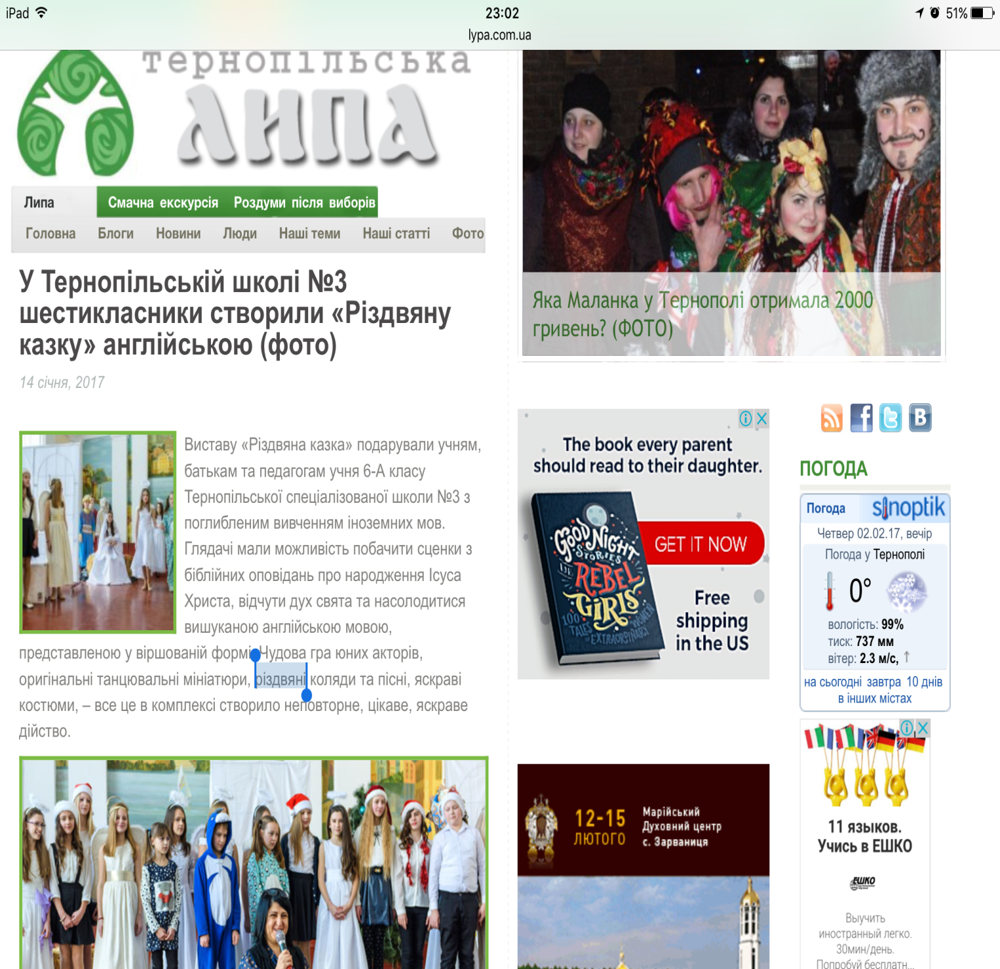 iPad
23:02
51%
lypa.com.ua
тернопільська
ЛИПА
Липа
Смачна екскурсія
Роздуми після виборів
Головна
Блоги
Новини
Люди
Наші теми
Наші статті
Фото
У Тернопільській школі №3
шестикласники створили «Різдвяну
казку» англійською (фото)
14 січня, 2017
Виставу «Різдвяна казка» подарували учням,
батькам та педагогам учня 6-А класу
Тернопільської спеціалізованої школи №3 з
поглибленим вивченням іноземних мов.
Глядачі мали можливість побачити сценки з
біблійних оповідань про народження Ісуса
Христа, відчути дух свята та насолодитися
вишуканою англійською мовою,
представленою у віршованій формі. Чудова гра юних акторів,
оригінальні танцювальні мініатюри, різдвяні коляди та пісні, яскраві
костюми, – все це в комплексі створило неповторне, цікаве, яскраве
дійство.
Яка Маланка у Тернополі отримала 2000
гривень? (ФОТО)
The book every parent
should read to their daughter.
GOOD NIGHT
STORIES
FOR
REBEL
GIRLS
100
TALES
OF EXTRAORDINARY
WOMEN
GET IT NOW
Free
shipping
in the US
12-15
ЛЮТОГО
Марійський
Духовний центр
с. Зарваниця
ПОГОДА
Погода
sinoptik
Четвер 02.02.17, вечір
Погода у Тернополі
0°
вологість: 99%
тиск: 737 мм
вітер: 2.3 м/с, ↑
на сьогодні завтра 10 днів
в інших містах
11 языков.
Учись в ЕШКО
ЕШКО
Выучить
иностранный легко.
30мин/день.
Попробуй бесплатн...